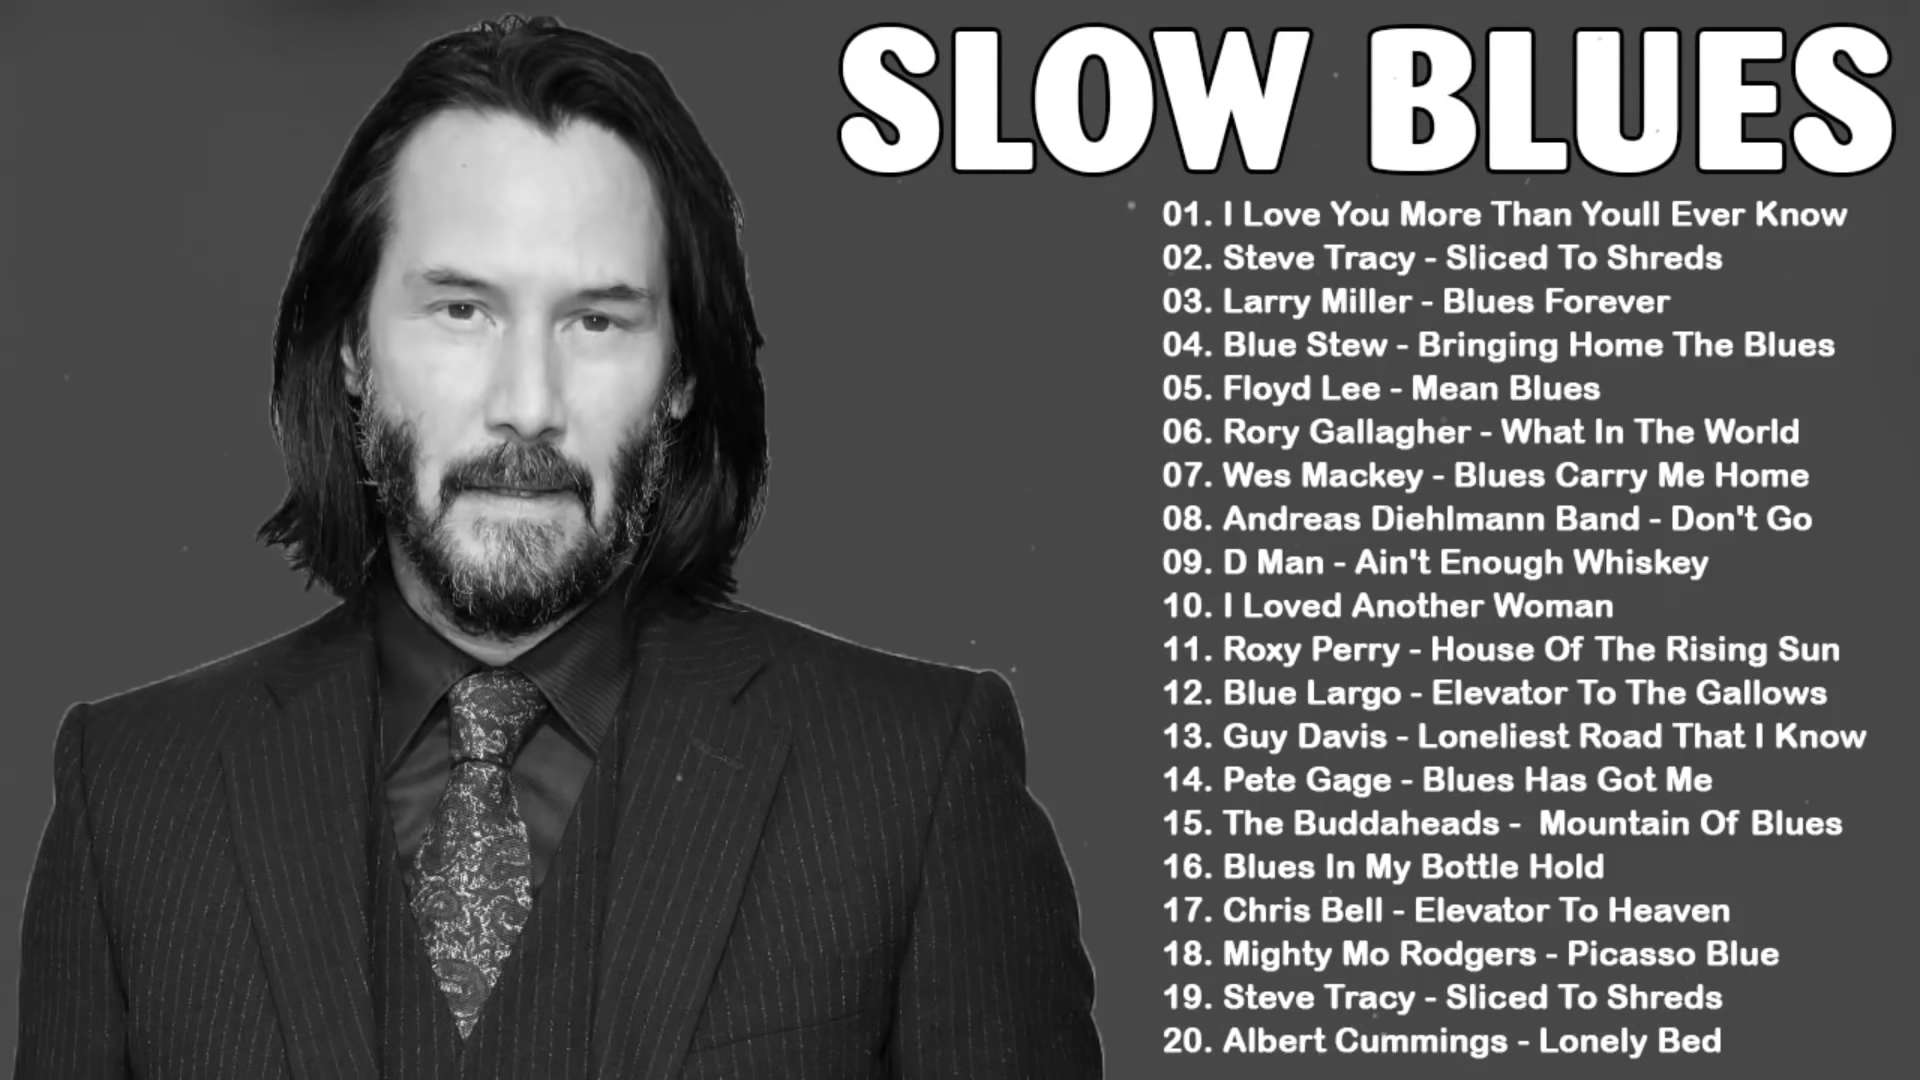 SLOW BLUES
01. I Love You More Than Youll Ever Know
02. Steve Tracy - Sliced To Shreds
03. Larry Miller - Blues Forever
04. Blue Stew - Bringing Home The Blues
05. Floyd Lee - Mean Blues
06. Rory Gallagher - What In The World
07. Wes Mackey - Blues Carry Me Home
08. Andreas Diehlmann Band - Don't Go
09. D Man - Ain't Enough Whiskey
10. I Loved Another Woman
11. Roxy Perry - House Of The Rising Sun
12. Blue Largo - Elevator To The Gallows
13. Guy Davis - Loneliest Road That I Know
14. Pete Gage - Blues Has Got Me
15. The Buddaheads -  Mountain Of Blues
16. Blues In My Bottle Hold
17. Chris Bell - Elevator To Heaven
18. Mighty Mo Rodgers - Picasso Blue
19. Steve Tracy - Sliced To Shreds
20. Albert Cummings - Lonely Bed